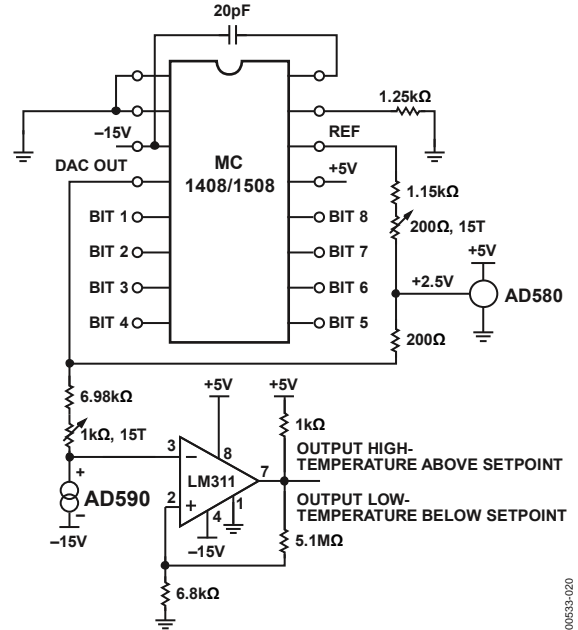 20pF
1.25kΩ
–15V
REF
DAC OUT
MC
1408/1508
+5V
1.15kΩ
BIT 1
BIT 8
200Ω, 15T
BIT 2
BIT 7
+5V
BIT 3
BIT 6
+2.5V
AD580
BIT 4
BIT 5
200Ω
6.98kΩ
+5V
+5V
1kΩ, 15T
1kΩ
OUTPUT HIGH-
TEMPERATURE ABOVE SETPOINT
3
8
–
+
LM311
7
AD590
2
+
1
OUTPUT LOW-
TEMPERATURE BELOW SETPOINT
–
4
–15V
–15V
5.1MΩ
6.8kΩ
00533-020